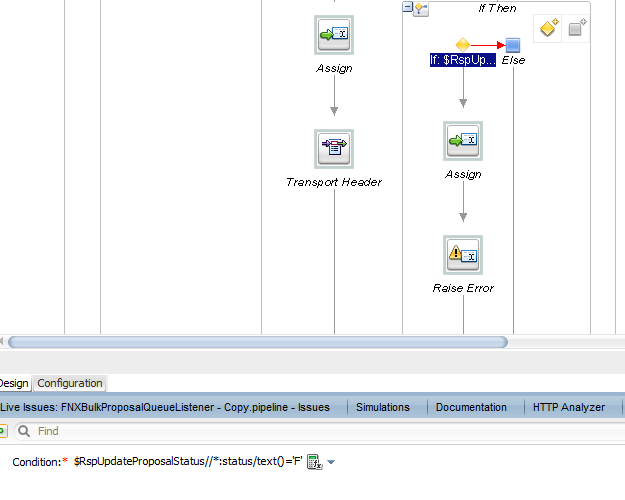 If Then
If: $RspUp...
Else
Assign
Transport Header
Assign
Raise Error
Design
Configuration
Live Issues: FNXBulkProposalQueueListener - Copy.pipeline - Issues
Simulations
Documentation
HTTP Analyzer
Find
Condition:* $RspUpdateProposalStatus//*:status/text()='F'